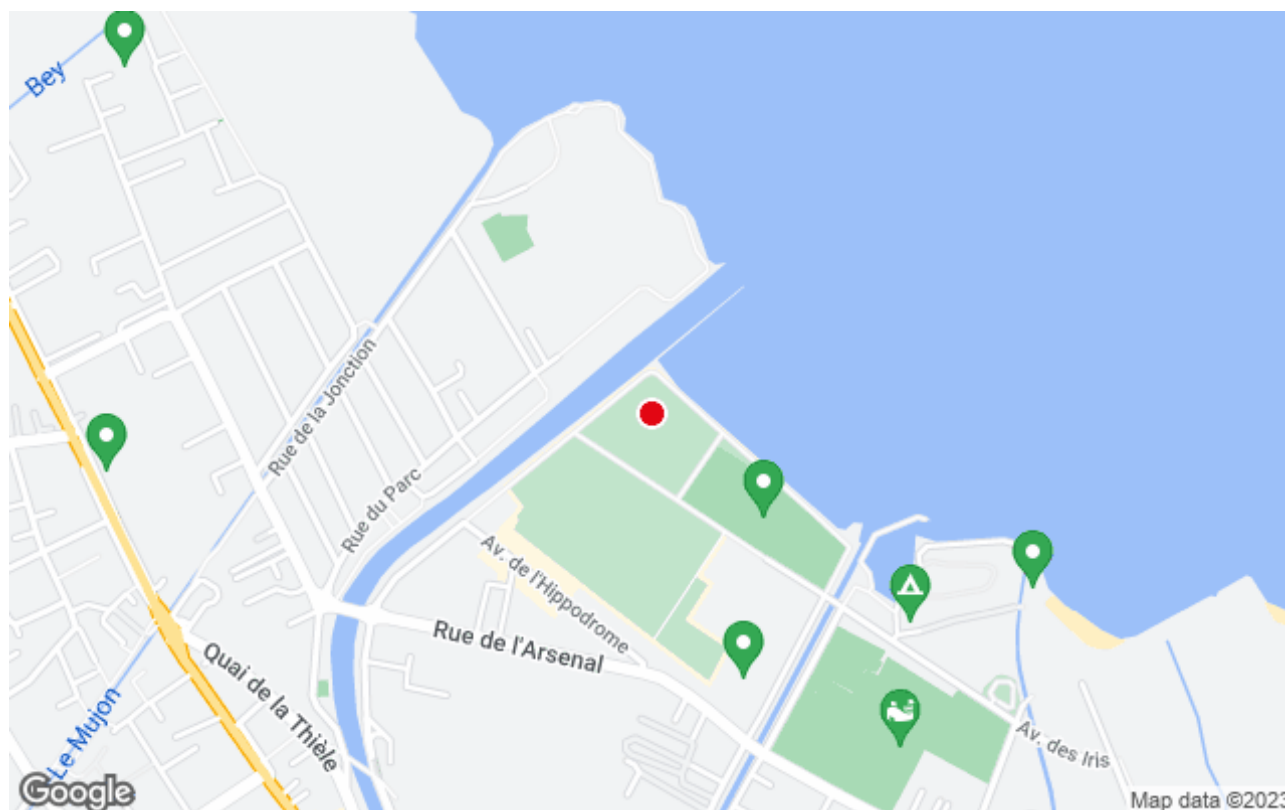 Bey
Rue de la Jonction
Rue du Parc
Av. de l'Hippodrome
Rue de l'Arsenal
Quai de la Thièle
Le Mujon
Av. des Iris
Google
Map data ©2023